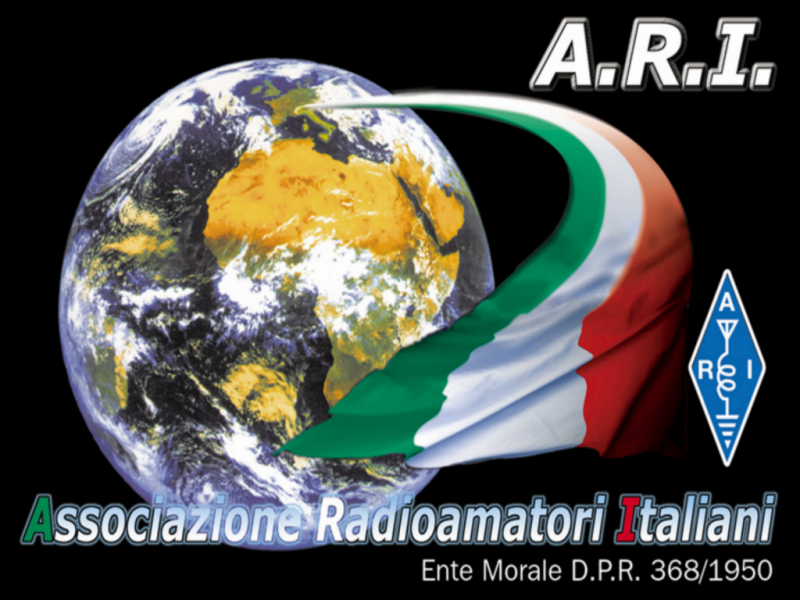 A.R.I.
A
R I
Associazione Radioamatori Italiani
Ente Morale D.P.R. 368/1950